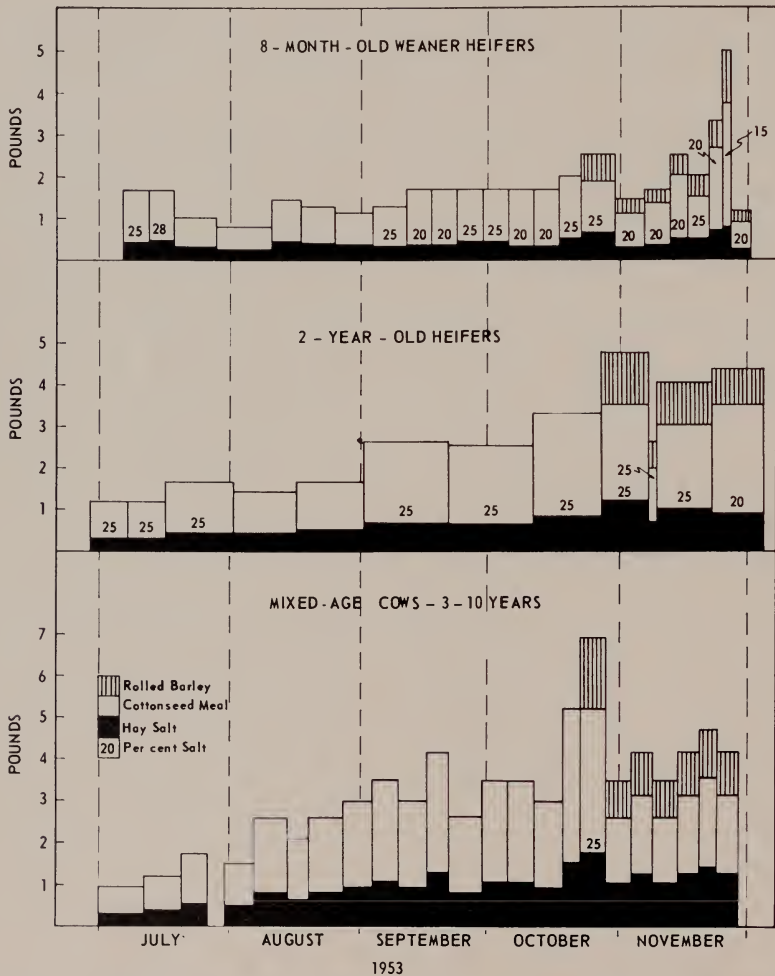 8 - MONTH - OLD WEANER HEIFERS
POUNDS
5
4
3
2
1
25 28 25 20 20 25 25 20 20 25 25 20 20 20 25 20 15 20
2 - YEAR - OLD HEIFERS
POUNDS
5
4
3
2
1
25 25 25 25 25 25 25 25 25 20
MIXED-AGE COWS - 3-10 YEARS
POUNDS
7
6
5
4
3
2
1
Rolled Barley
Cottonseed Meal
Hay Salt
20 Per cent Salt
25
JULY AUGUST SEPTEMBER OCTOBER NOVEMBER
1953